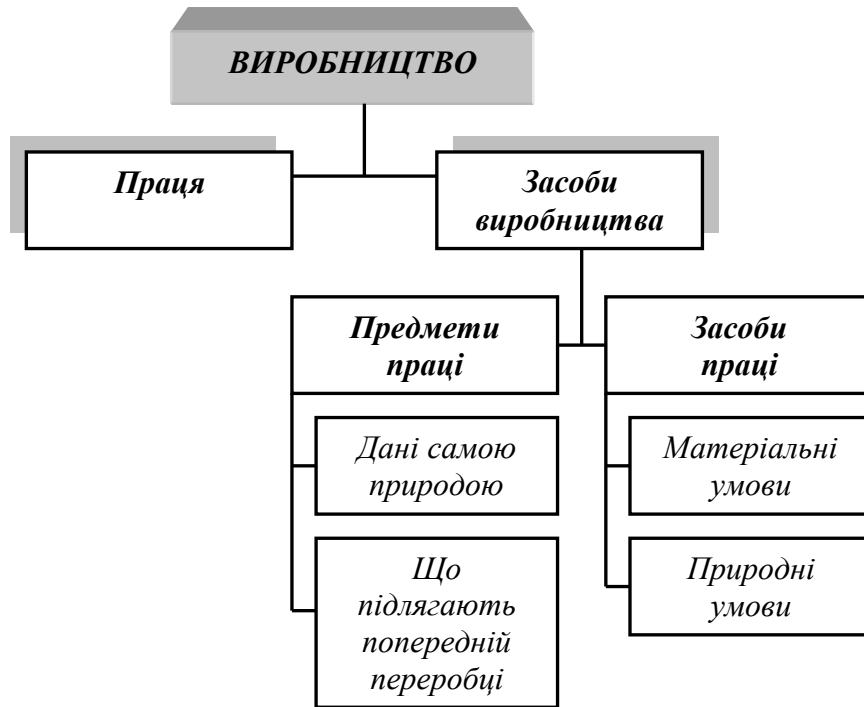 ВИРОБНИЦТВО
Праця
Засоби
виробництва
Предмети
праці
Засоби
праці
Дані самою
природою
Матеріальні
умови
Що
підлягають
попередній
переробці
Природні
умови